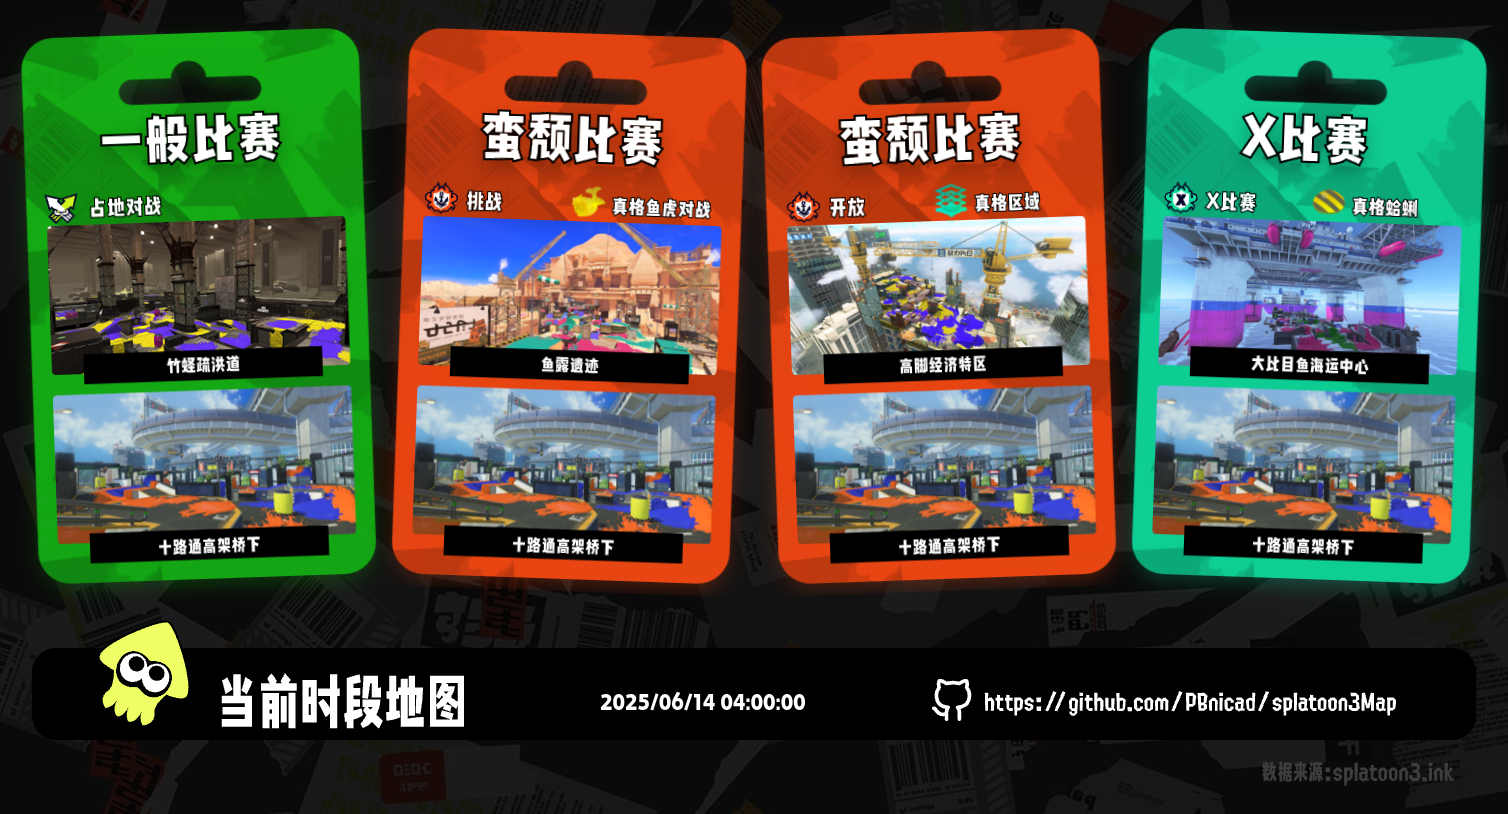 一般比赛
占地对战
竹蛏疏洪道
十路通高架桥下
蛮颓比赛
挑战
真格鱼虎对战
鱼露遗迹
十路通高架桥下
蛮颓比赛
开放
真格区域
高脚经济特区
十路通高架桥下
X比赛
X比赛
真格蛤蜊
大比目鱼海运中心
十路通高架桥下
当前时段地图
2025/06/14 04:00:00
https://github.com/PBnicad/splatoon3Map
数据来源:splatoon3.ink